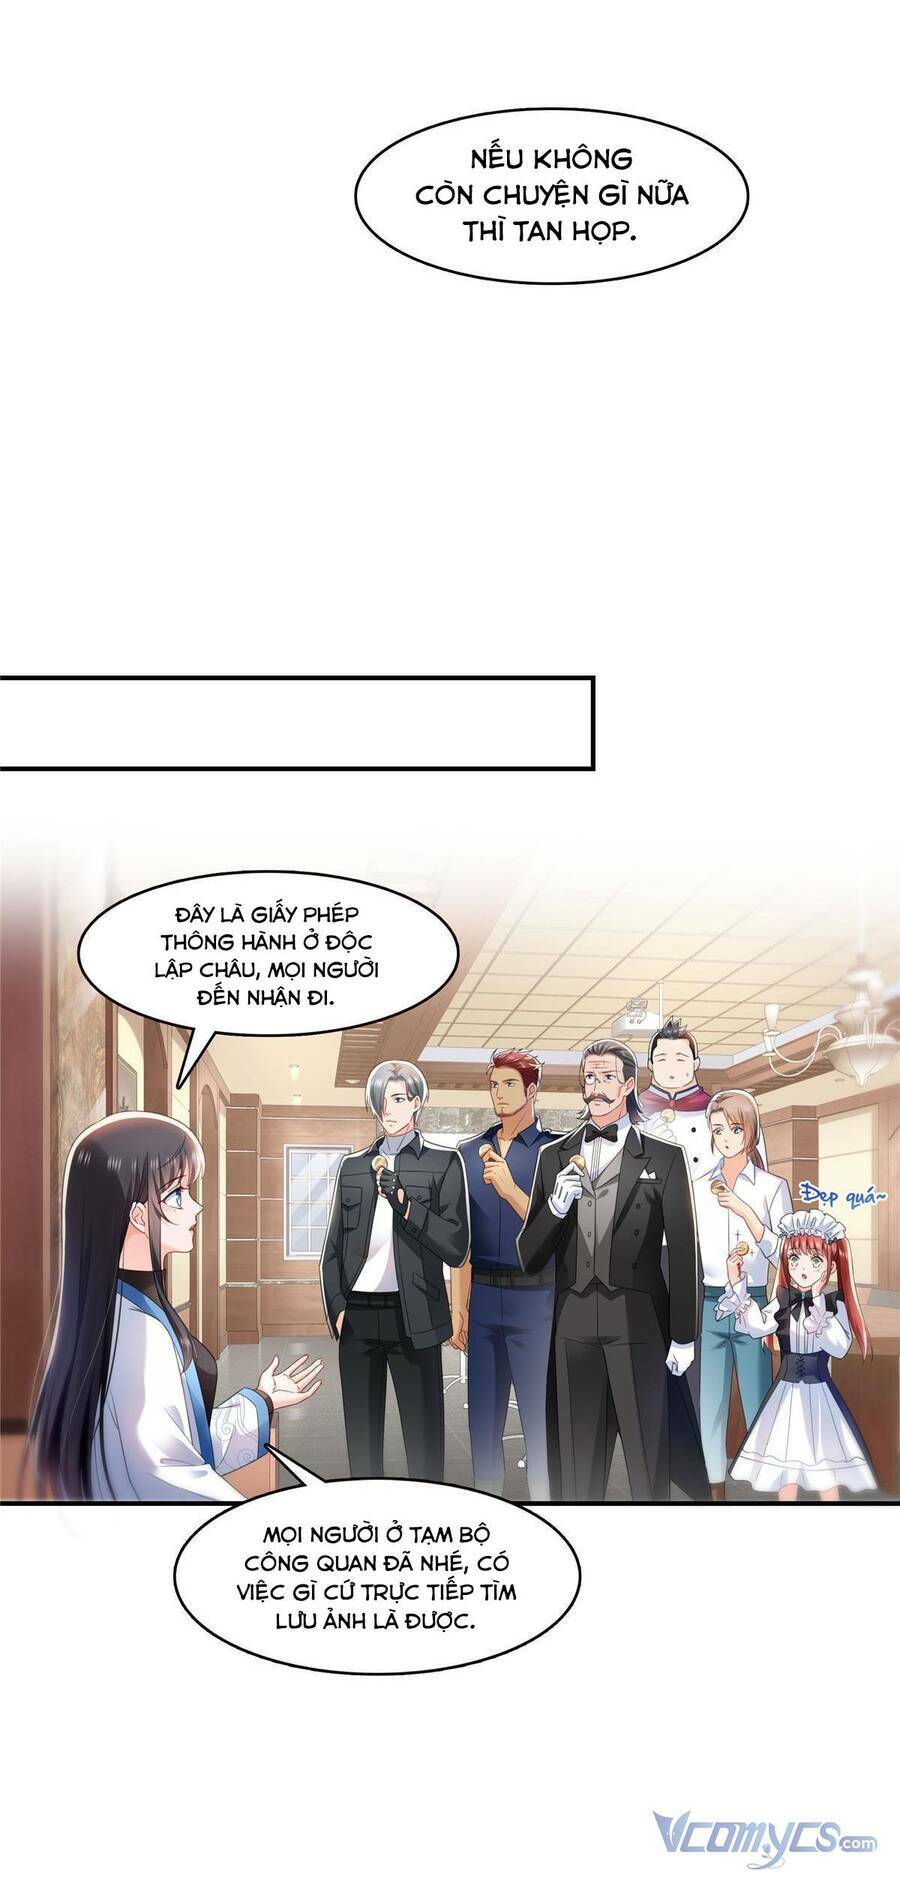 NẾU KHÔNG
CÒN CHUYỆN GÌ NỮA
THÌ TAN HỌP.
ĐÂY LÀ GIẤY PHÉP
THÔNG HÀNH Ở ĐỘC
LẬP CHÂU, MỌI NGƯỜI
ĐẾN NHẬN ĐI.
Đẹp quá~
MỌI NGƯỜI Ở TẠM BỘ
CÔNG QUAN ĐÃ NHÉ, CÓ
VIỆC GÌ CỨ TRỰC TIẾP TÌM
LƯU ẢNH LÀ ĐƯỢC.
VCOMYCS.com